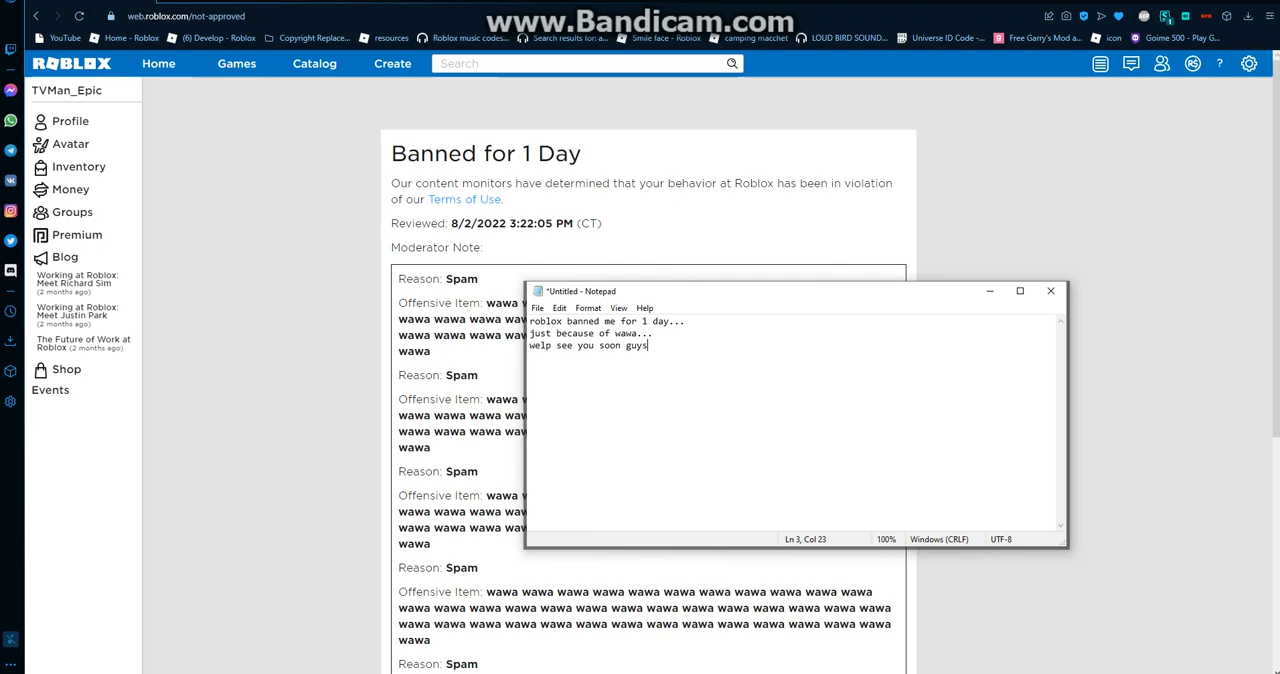 www.Bandicam.com
web.roblox.com/not-approved
YouTube
Home - Roblox
(6) Develop - Roblox
Copyright Replace...
resources
Roblox music codes...
Search results for: a...
Smile face - Roblox
camping macchet
LOUD BIRD SOUND...
Universe ID Code -...
Free Garry's Mod a...
icon
Goime 500 - Play G...
ROBLOX
Home
Games
Catalog
Create
Search
TVMan_Epic
Profile
Avatar
Inventory
Money
Groups
Premium
Blog
Working at Roblox:
Meet Richard Sim
(2 months ago)
Working at Roblox:
Meet Justin Park
(2 months ago)
The Future of Work at
Roblox (2 months ago)
Shop
Events
Banned for 1 Day
Our content monitors have determined that your behavior at Roblox has been in violation
of our Terms of Use.
Reviewed: 8/2/2022 3:22:05 PM (CT)
Moderator Note:
Reason: Spam
Offensive Item: wawa
wawa wawa wawa
wawa wawa wawa
wawa
Reason: Spam
Offensive Item: wawa
wawa wawa wawa
wawa wawa wawa
wawa
Reason: Spam
Offensive Item: wawa
wawa wawa wawa
wawa wawa wawa
wawa
Reason: Spam
Offensive Item: wawa wawa wawa wawa wawa wawa wawa wawa wawa wawa wawa
wawa wawa wawa wawa wawa wawa wawa wawa wawa wawa wawa wawa wawa wawa
wawa wawa wawa wawa wawa wawa wawa wawa wawa wawa wawa wawa wawa wawa
wawa
Reason: Spam
*Untitled - Notepad
File Edit Format View Help
roblox banned me for 1 day...
just because of wawa...
welp see you soon guys
Ln 3, Col 23
100%
Windows (CRLF)
UTF-8